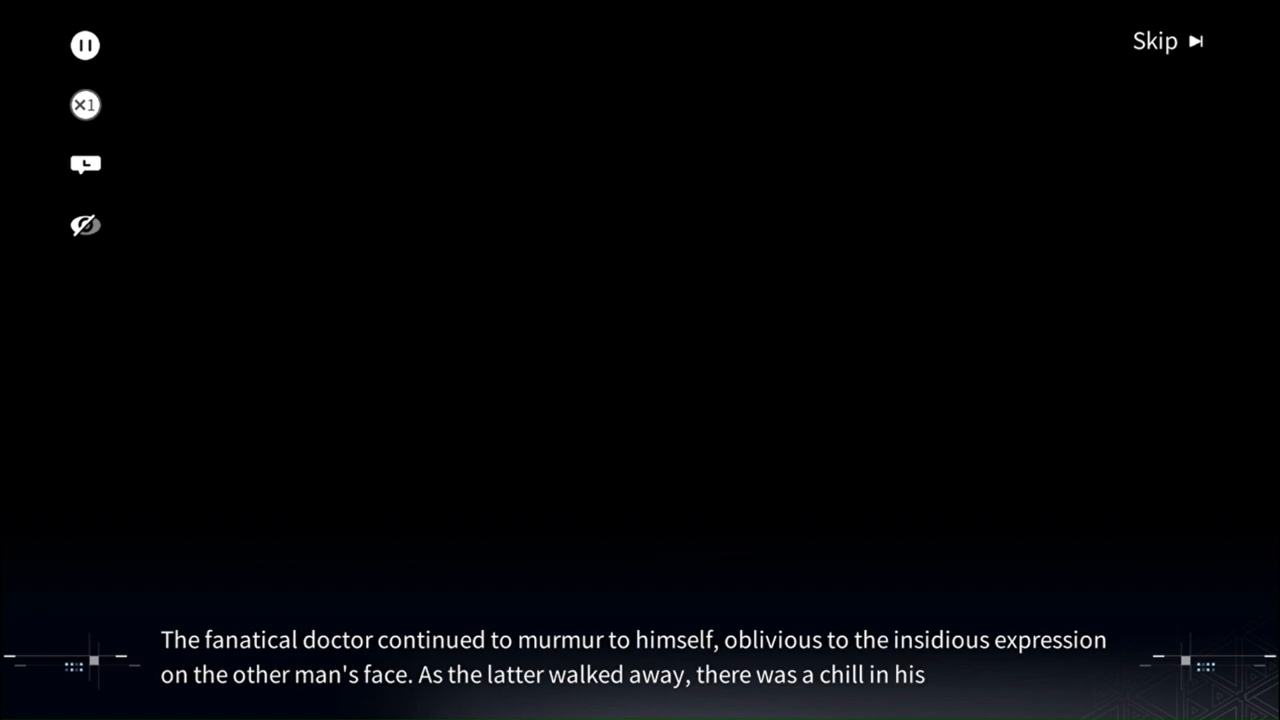 Skip
×1
The fanatical doctor continued to murmur to himself, oblivious to the insidious expression
on the other man's face. As the latter walked away, there was a chill in his